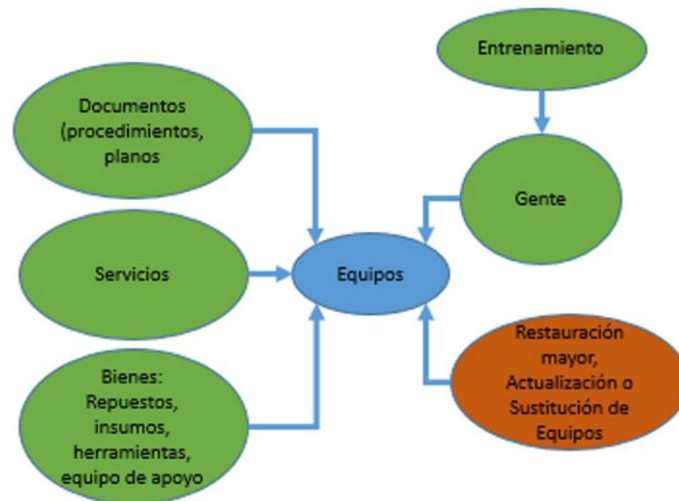 Entrenamiento
Documentos
(procedimientos,
planos
Gente
Servicios
Equipos
Restauración
mayor,
Actualización o
Sustitución de
Equipos
Bienes:
Repuestos,
insumos,
herramientas,
equipo de apoyo